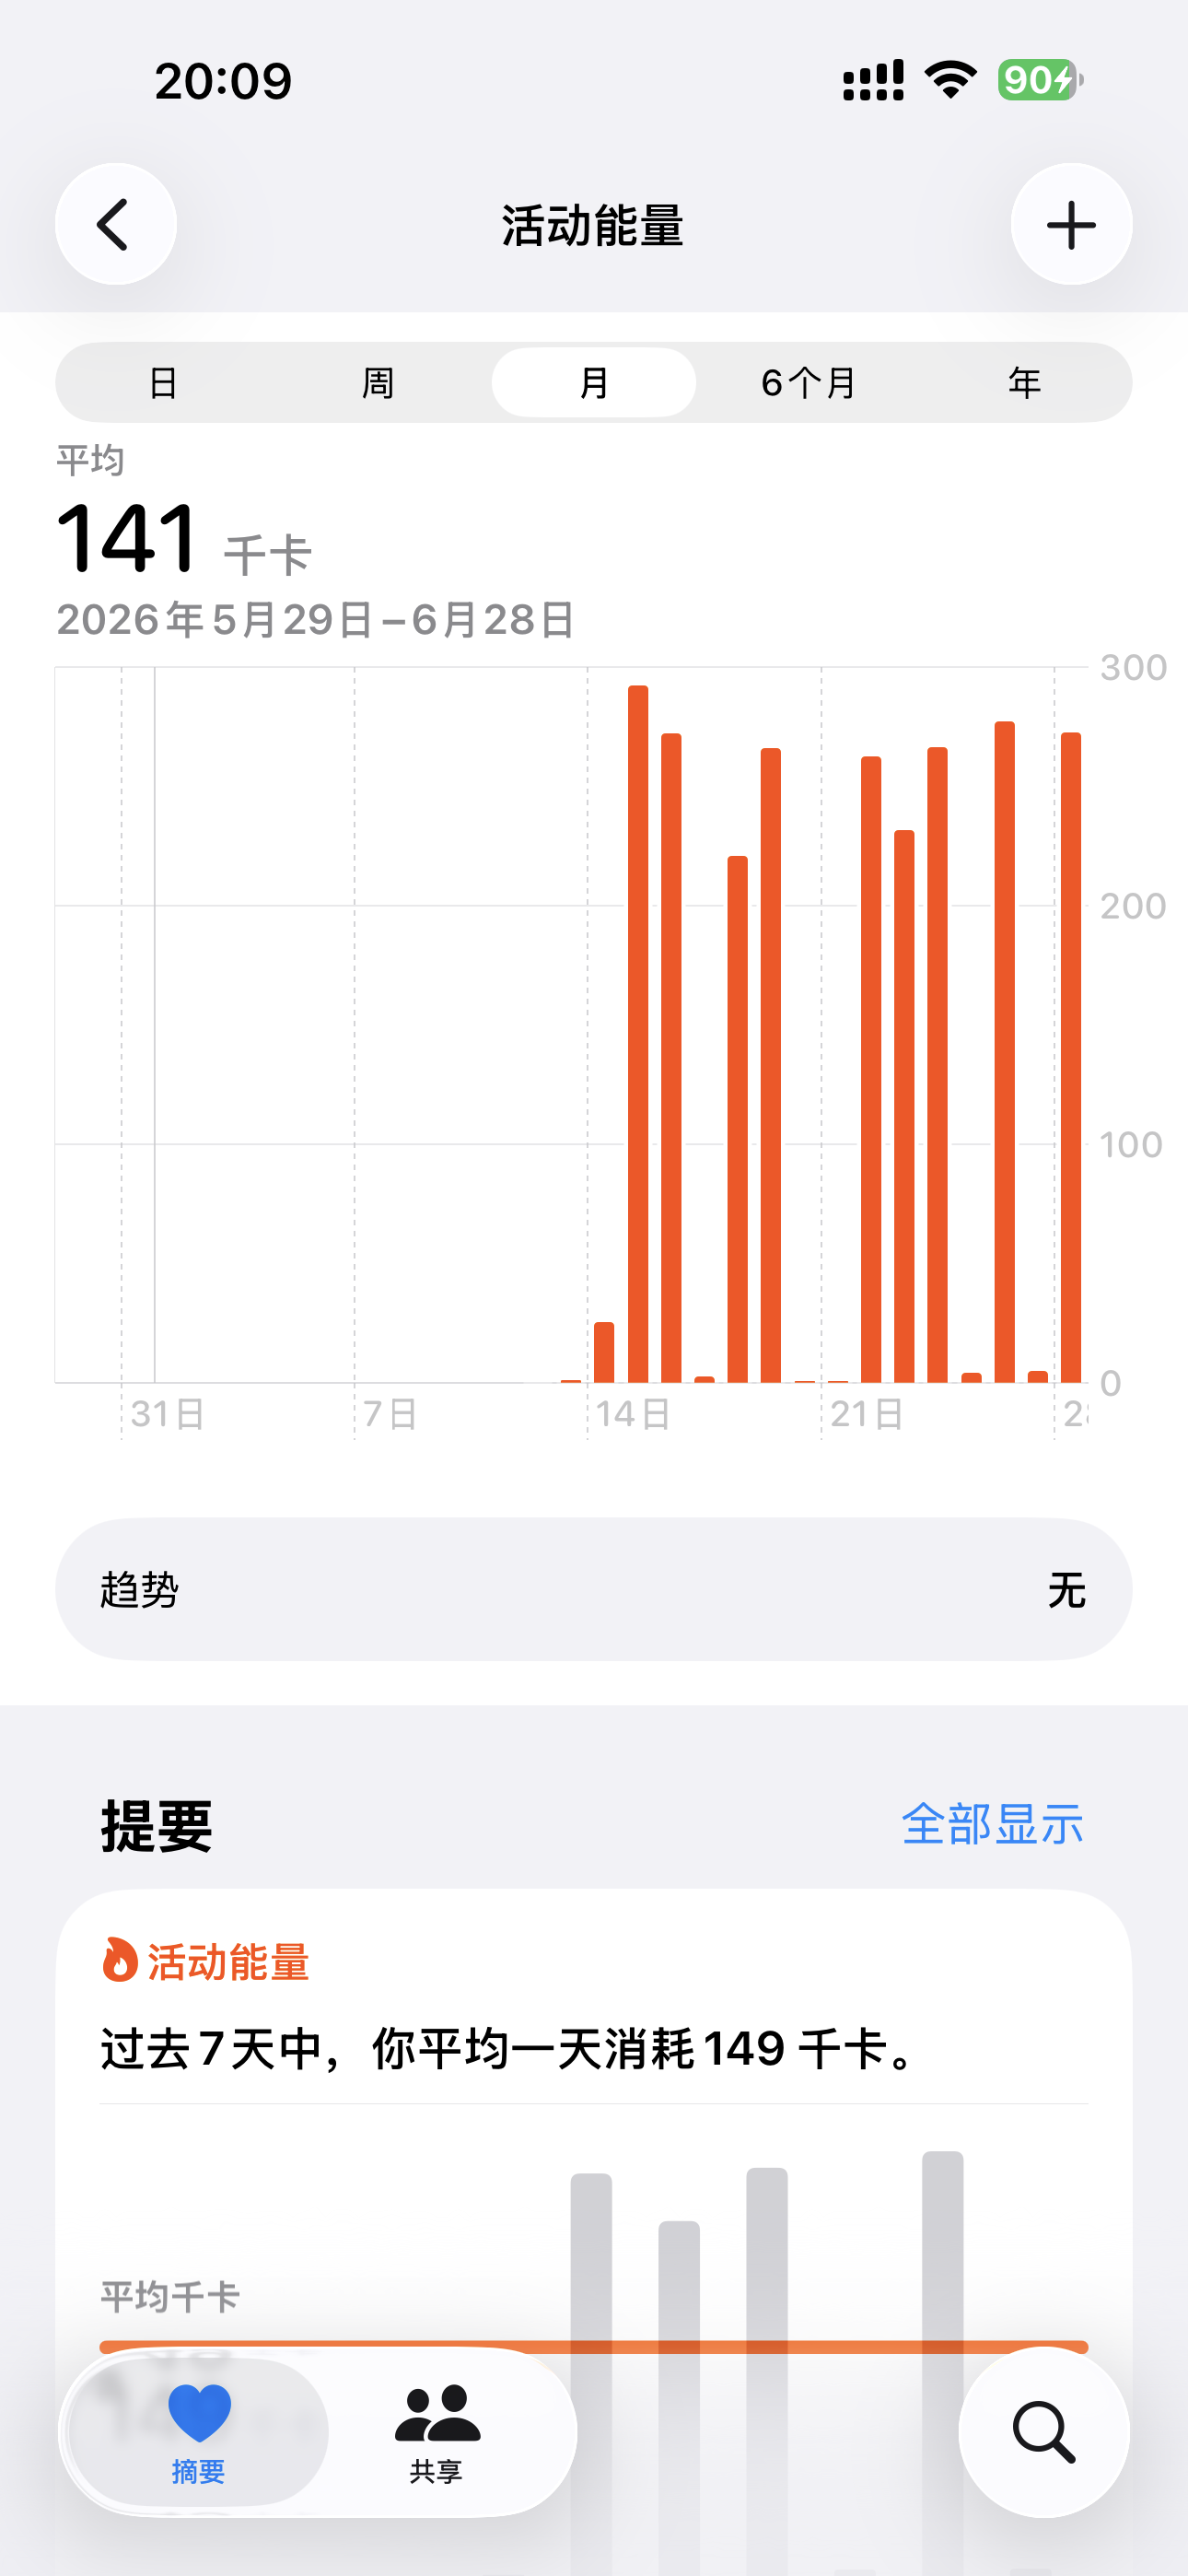 20:09
90
活动能量
日 周 月 6个月 年
平均
141 千卡
2026年5月29日–6月28日
300
200
100
0
31日 7日 14日 21日
趋势 无
提要 全部显示
活动能量
过去 7 天中，你平均一天消耗 149 千卡。
平均千卡
摘要 共享